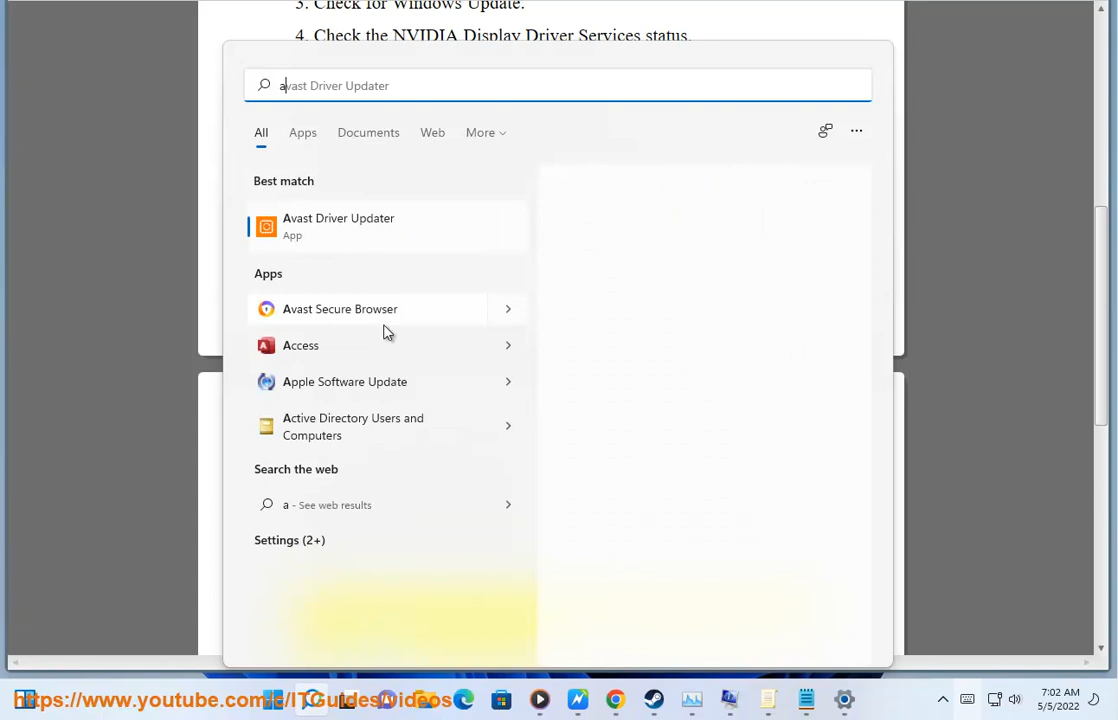 3. Check for Windows Update.
4. Check the NVIDIA Display Driver Services status.
avast Driver Updater
All Apps Documents Web More
Best match
Avast Driver Updater
App
Apps
Avast Secure Browser
Access
Apple Software Update
Active Directory Users and
Computers
Search the web
a - See web results
Settings (2+)
https://www.youtube.com/c/ITGuides/videos
7:02 AM
5/5/2022